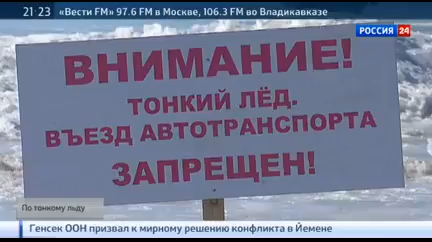 21:23 «Вести FM» 97.6 FM в Москве, 106.3 FM во Владикавказе
РОССИЯ 24
ВНИМАНИЕ!
ТОНКИЙ ЛЁД.
ВЪЕЗД АВТОТРАНСПОРТА
ЗАПРЕЩЕН!
По тонкому льду
Генсек ООН призвал к мирному решению конфликта в Йемене